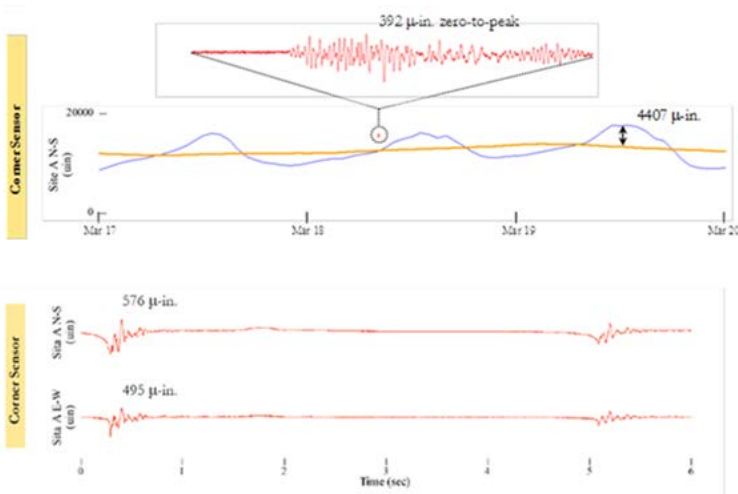 392 μ-in. zero-to-peak
Corner Sensor
Site A N-S
(uin)
20000
0
4407 μ-in.
Mar 17
Mar 18
Mar 19
Mar 20
Corner Sensor
Sita A N-S
(uin)
576 μ-in.
Sita A E-W
(uin)
495 μ-in.
0
1
2
3
4
5
6
Time (sec)